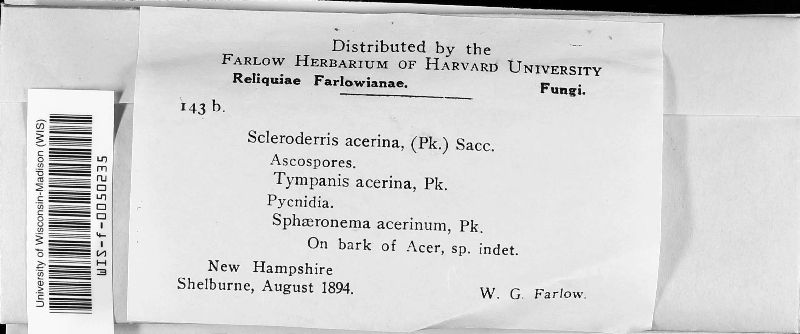 Distributed by the
FARLOW HERBARIUM OF HARVARD UNIVERSITY
Reliquiae Farlowianae. Fungi.
143 b.
Scleroderris acerina, (Pk.) Sacc.
Ascospores.
Tympanis acerina, Pk.
Pycnidia.
Sphæronema acerinum, Pk.
On bark of Acer, sp. indet.
New Hampshire
Shelburne, August 1894. W. G. Farlow.
University of Wisconsin-Madison (WIS)
WIS-f-0050235